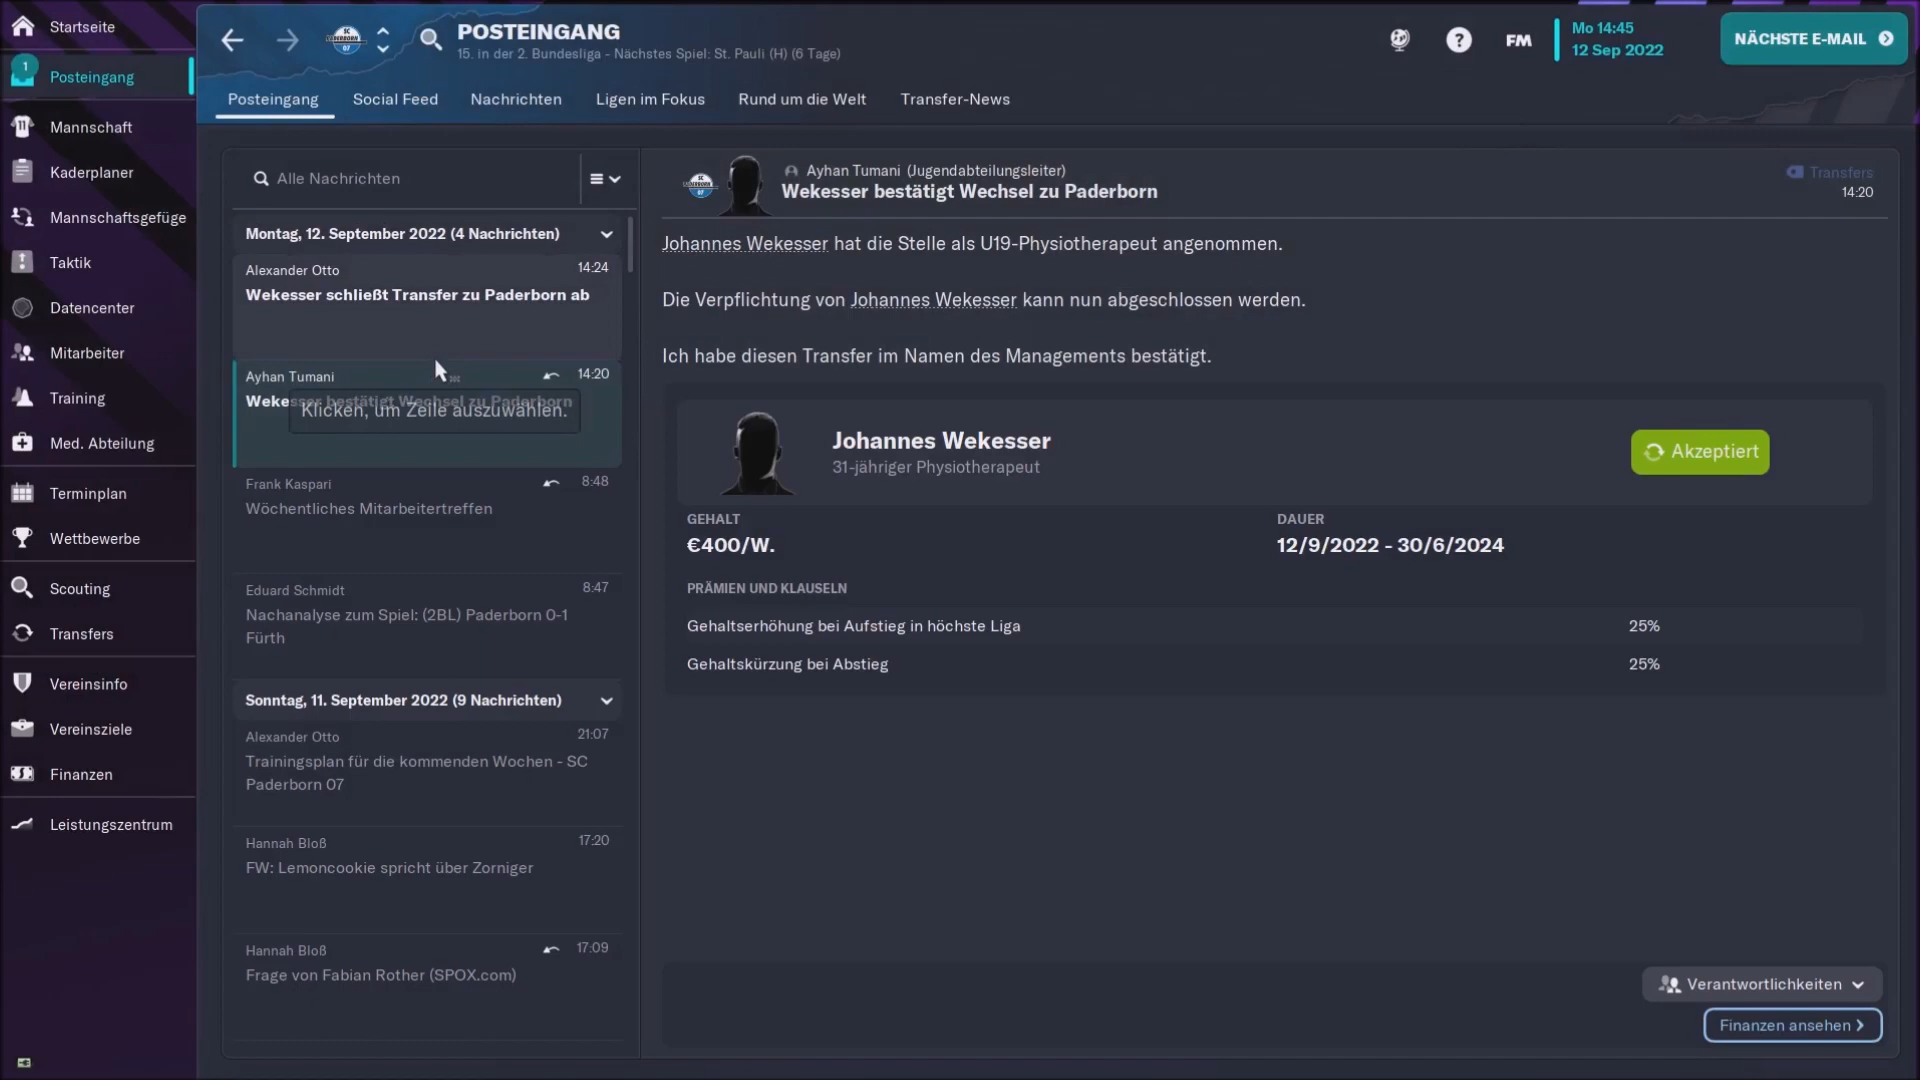 Startseite
1
Posteingang
Mannschaft
Kaderplaner
Mannschaftsgefüge
Taktik
Datencenter
Mitarbeiter
Training
Med. Abteilung
Terminplan
Wettbewerbe
Scouting
Transfers
Vereinsinfo
Vereinsziele
Finanzen
Leistungszentrum
POSTEINGANG
15. in der 2. Bundesliga - Nächstes Spiel: St. Pauli (H) (6 Tage)
FM
Mo 14:45
12 Sep 2022
NÄCHSTE E-MAIL
Posteingang
Social Feed
Nachrichten
Ligen im Fokus
Rund um die Welt
Transfer-News
Alle Nachrichten
Montag, 12. September 2022 (4 Nachrichten)
Alexander Otto
14:24
Wekesser schließt Transfer zu Paderborn ab
Ayhan Tumani
14:20
Wekesser bestätigt Wechsel zu Paderborn
Klicken, um Zeile auszuwählen.
Frank Kaspari
8:48
Wöchentliches Mitarbeitertreffen
Eduard Schmidt
8:47
Nachanalyse zum Spiel: (2BL) Paderborn 0-1
Fürth
Sonntag, 11. September 2022 (9 Nachrichten)
Alexander Otto
21:07
Trainingsplan für die kommenden Wochen - SC
Paderborn 07
Hannah Bloß
17:20
FW: Lemoncookie spricht über Zorniger
Hannah Bloß
17:09
Frage von Fabian Rother (SPOX.com)
Ayhan Tumani (Jugendabteilungsleiter)
Wekesser bestätigt Wechsel zu Paderborn
Transfers
14:20
Johannes Wekesser hat die Stelle als U19-Physiotherapeut angenommen.
Die Verpflichtung von Johannes Wekesser kann nun abgeschlossen werden.
Ich habe diesen Transfer im Namen des Managements bestätigt.
Johannes Wekesser
31-jähriger Physiotherapeut
Akzeptiert
GEHALT
€400/W.
DAUER
12/9/2022 - 30/6/2024
PRÄMIEN UND KLAUSELN
Gehaltserhöhung bei Aufstieg in höchste Liga
25%
Gehaltskürzung bei Abstieg
25%
Verantwortlichkeiten
Finanzen ansehen